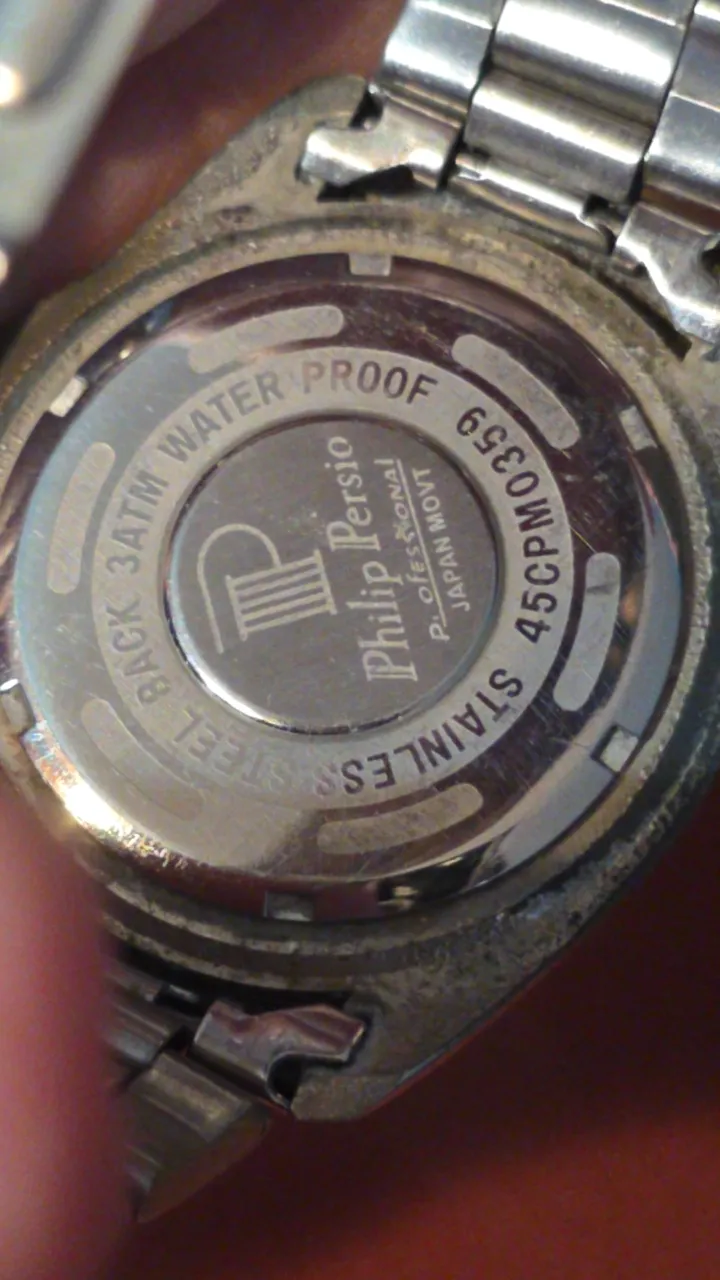 Philip Persio
Professional
JAPAN MOVT
STAINLESS STEEL BACK 3ATM WATER PROOF 45CPM0359